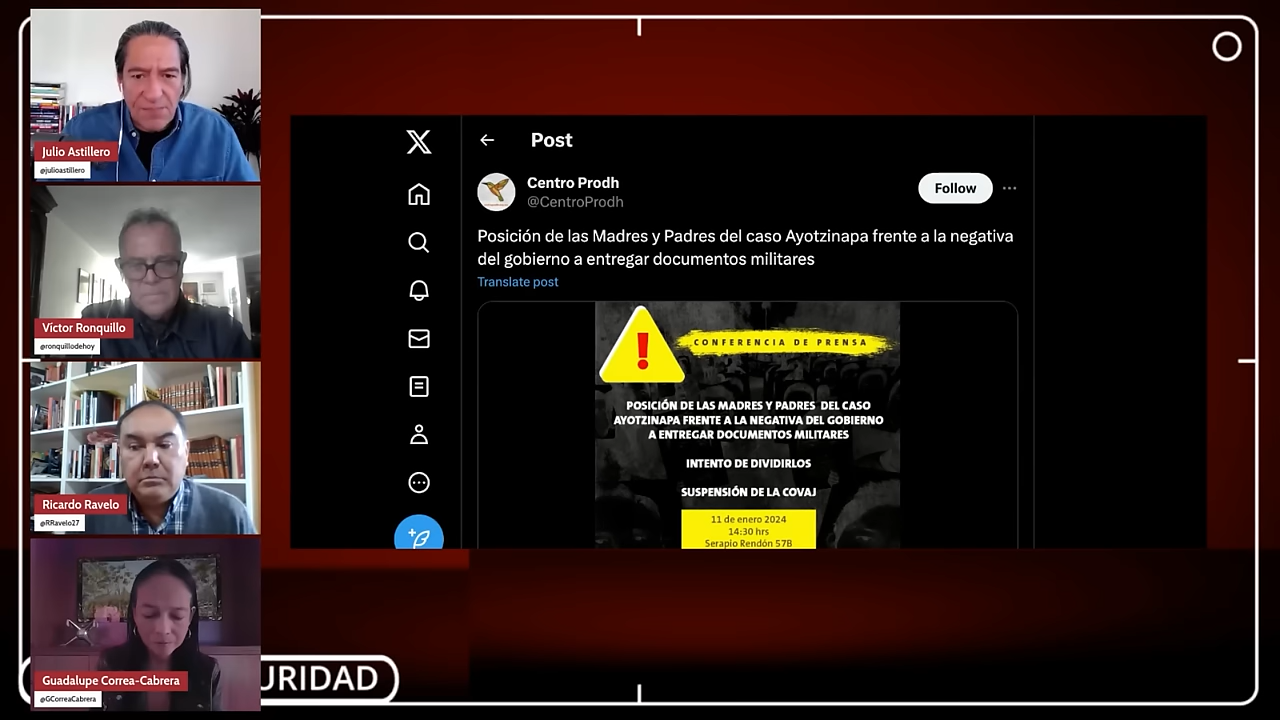 Julio Astillero
@julioastillero
Víctor Ronquillo
@ronquillodehoy
Ricardo Ravelo
@RRavelo27
Guadalupe Correa-Cabrera
@GCorreaCabrera
URIDAD
Post
Centro Prodh
@CentroProdh
Follow
Posición de las Madres y Padres del caso Ayotzinapa frente a la negativa
del gobierno a entregar documentos militares
Translate post
CONFERENCIA DE PRENSA
POSICIÓN DE LAS MADRES Y PADRES DEL CASO
AYOTZINAPA FRENTE A LA NEGATIVA DEL GOBIERNO
A ENTREGAR DOCUMENTOS MILITARES
INTENTO DE DIVIDIRLOS
SUSPENSIÓN DE LA COVAJ
11 de enero 2024
14:30 hrs
Serapio Rendón 57B